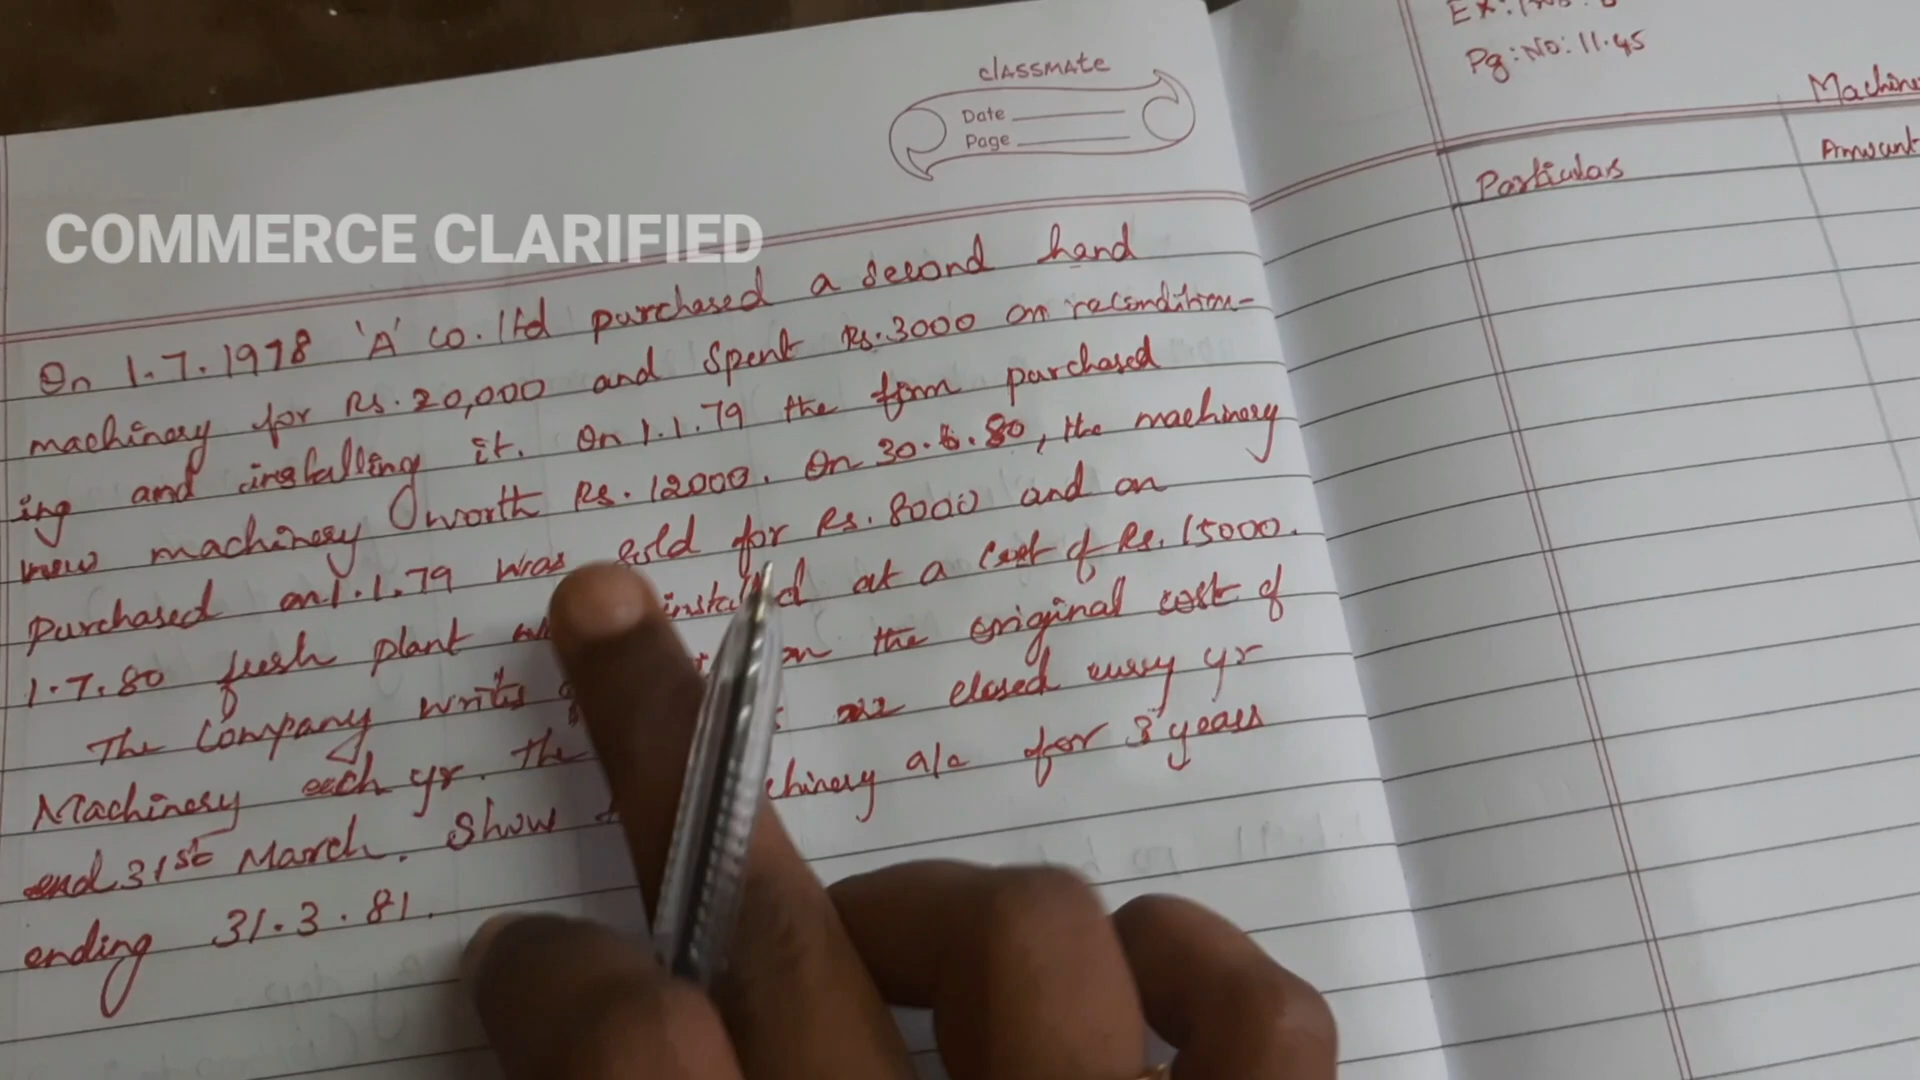 classmate
Date
Page
COMMERCE CLARIFIED
On 1.7.1978 'A' co. ltd purchased a second hand
machinery for Rs. 20,000 and spent Rs. 3000 on recondition-
ing and installing it. On 1.1.79 the firm purchased
new machinery worth Rs. 12000. On 30.6.80, the machinery
purchased on 1.1.79 was sold for Rs. 8000 and on
1.7.80 fresh plant installed at a cost of Rs. 15000.
The Company writes on the original cost of
Machinery each yr. The are closed every yr
end 31st March. Show machinery a/c for 3 years
ending 31.3.81.
Pg: No: 11.45
Particulars